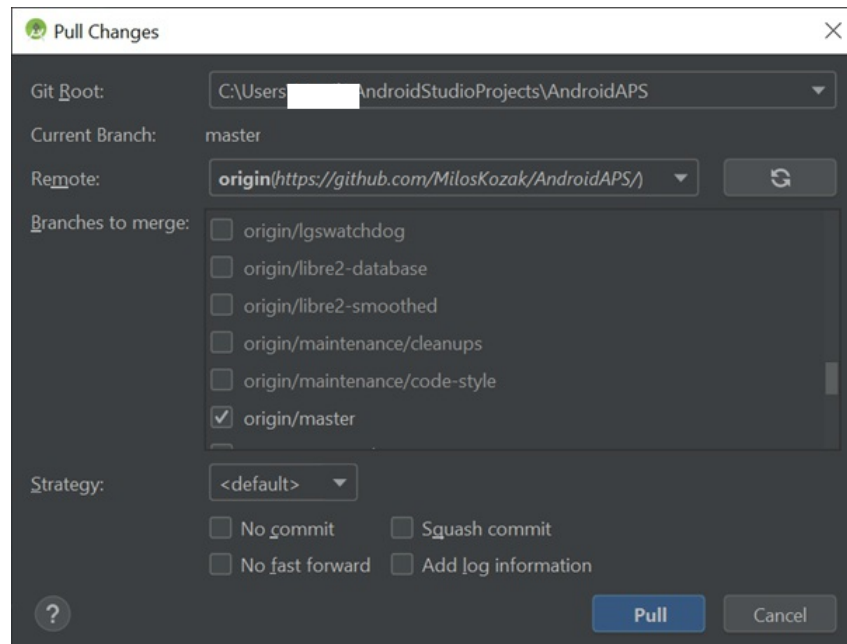 Pull Changes
Git Root: C:\Users AndroidStudioProjects\AndroidAPS
Current Branch: master
Remote: origin(https://github.com/MilosKozak/AndroidAPS/)
Branches to merge: origin/lgswatchdog
origin/libre2-database
origin/libre2-smoothed
origin/maintenance/cleanups
origin/maintenance/code-style
origin/master
Strategy: <default>
No commit Squash commit
No fast forward Add log information
? Pull Cancel